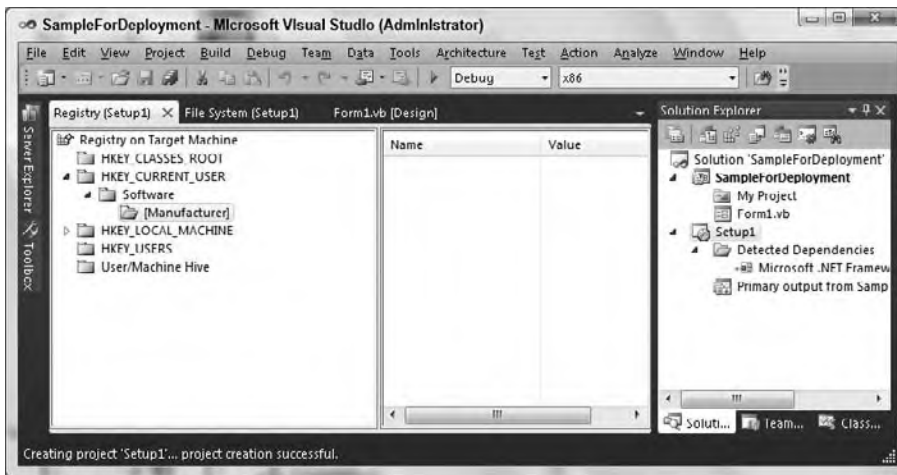 SampleForDeployment - Microsoft Visual Studio (Administrator)
File Edit View Project Build Debug Team Data Tools Architecture Test Action Analyze Window Help
Debug x86
Server Explorer
Toolbox
Registry (Setup1) File System (Setup1) Form1.vb [Design]
Registry on Target Machine
HKEY_CLASSES_ROOT
HKEY_CURRENT_USER
Software
[Manufacturer]
HKEY_LOCAL_MACHINE
HKEY_USERS
User/Machine Hive
Name Value
Solution Explorer
Solution 'SampleForDeployment'
SampleForDeployment
My Project
Form1.vb
Setup1
Detected Dependencies
Microsoft .NET Framew
Primary output from Samp
Soluti... Team... Class...
Creating project 'Setup1'... project creation successful.